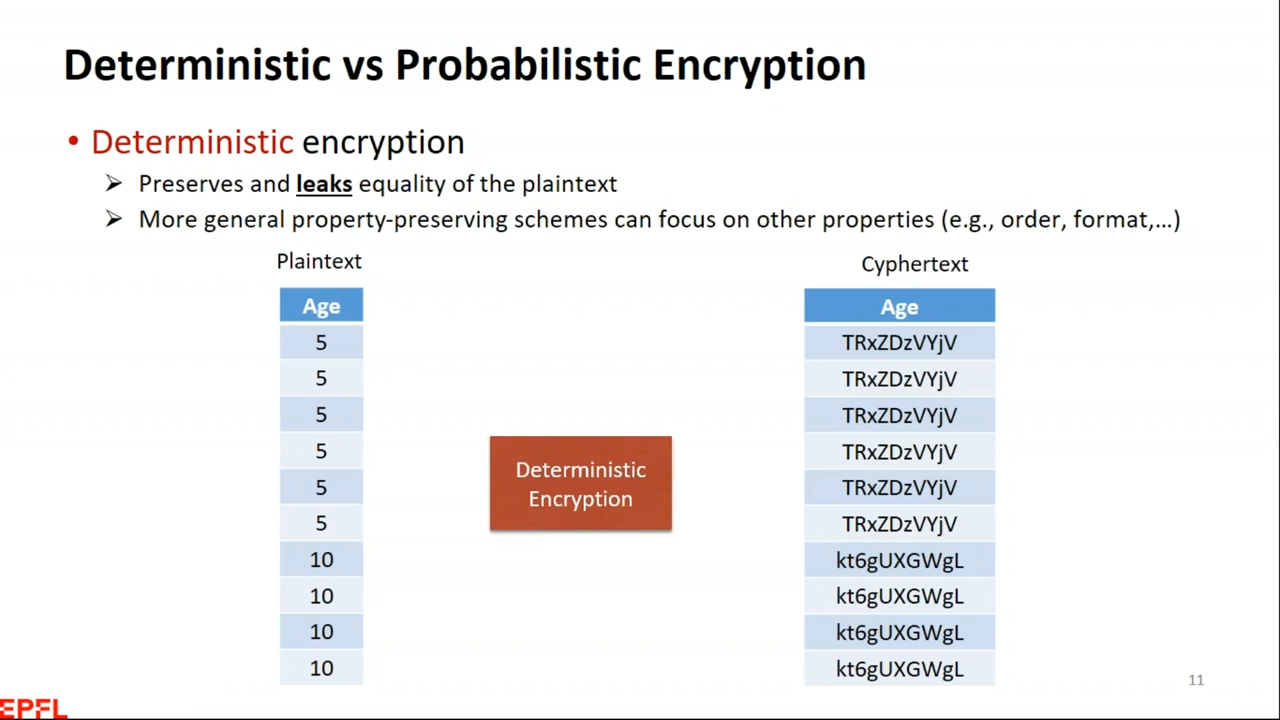 Deterministic vs Probabilistic Encryption
• Deterministic encryption
➢ Preserves and leaks equality of the plaintext
➢ More general property-preserving schemes can focus on other properties (e.g., order, format,...)
Plaintext
Age
5
5
5
5
5
5
10
10
10
10
Deterministic
Encryption
Cyphertext
Age
TRxZDzVYjV
TRxZDzVYjV
TRxZDzVYjV
TRxZDzVYjV
TRxZDzVYjV
TRxZDzVYjV
kt6gUXGWgL
kt6gUXGWgL
kt6gUXGWgL
kt6gUXGWgL
11
EPFL